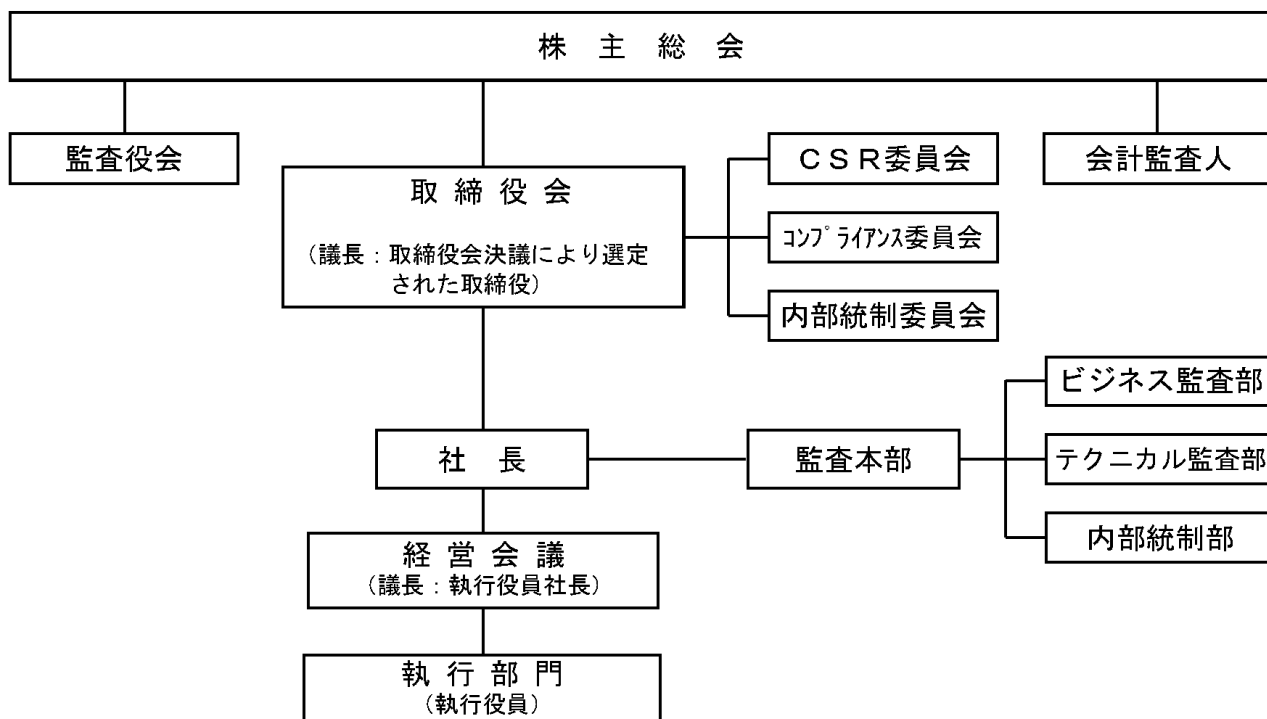 株 主 総 会
監査役会
取 締 役 会
（議長：取締役会決議により選定
された取締役）
ＣＳＲ委員会
ｺﾝﾌﾟﾗｲｱﾝｽ委員会
内部統制委員会
会計監査人
社 長
監査本部
ビジネス監査部
テクニカル監査部
内部統制部
経 営 会 議
（議長：執行役員社長）
執 行 部 門
（執行役員）